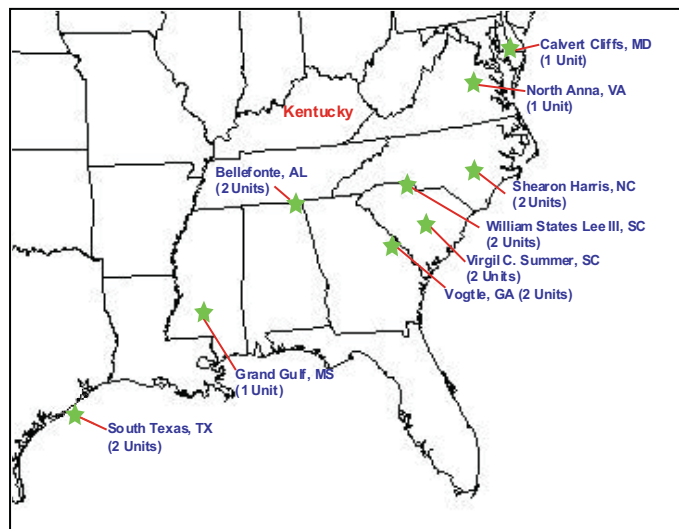 Calvert Cliffs, MD
(1 Unit)
North Anna, VA
(1 Unit)
Kentucky
Bellefonte, AL
(2 Units)
Shearon Harris, NC
(2 Units)
William States Lee III, SC
(2 Units)
Virgil C. Summer, SC
(2 Units)
Vogtle, GA (2 Units)
Grand Gulf, MS
(1 Unit)
South Texas, TX
(2 Units)